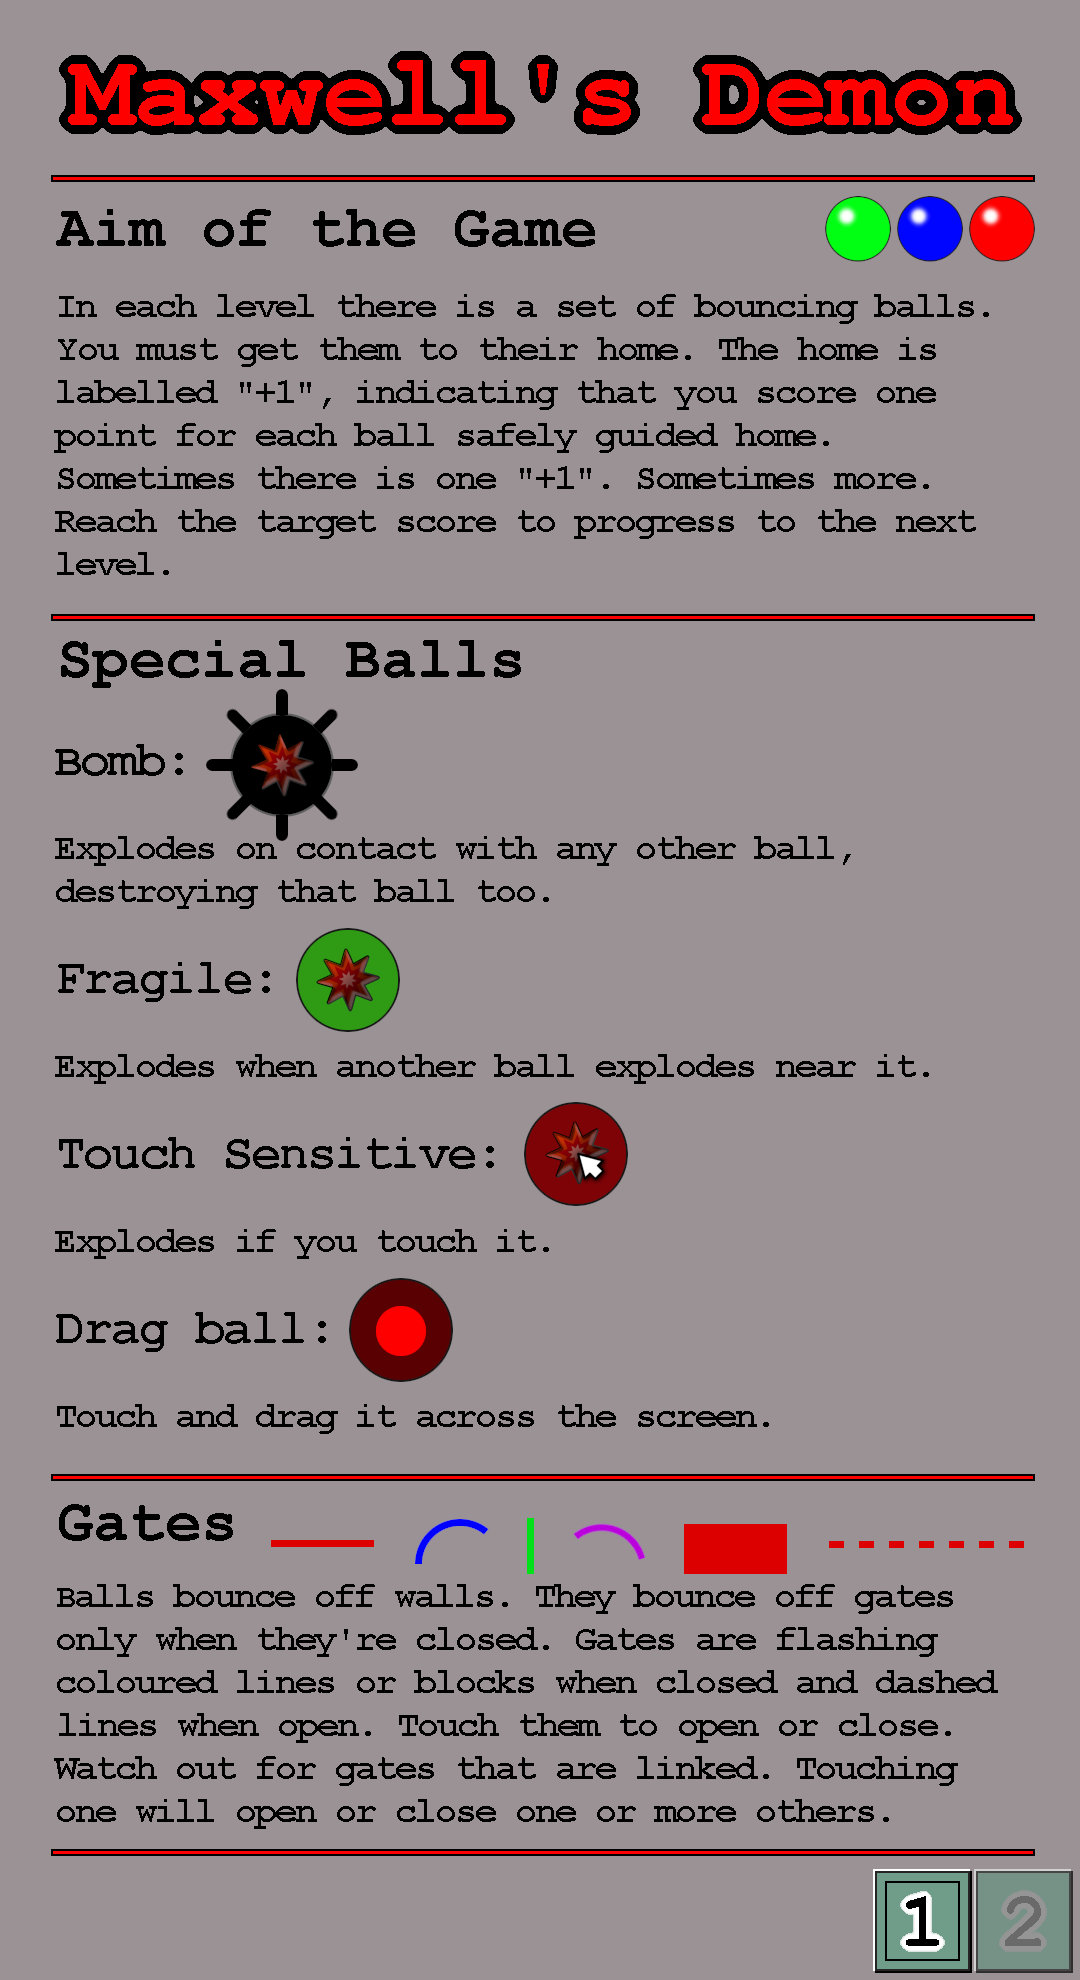 Maxwell's Demon
Aim of the Game
In each level there is a set of bouncing balls.
You must get them to their home. The home is
labelled "+1", indicating that you score one
point for each ball safely guided home.
Sometimes there is one "+1". Sometimes more.
Reach the target score to progress to the next
level.
Special Balls
Bomb:
Explodes on contact with any other ball,
destroying that ball too.
Fragile:
Explodes when another ball explodes near it.
Touch Sensitive:
Explodes if you touch it.
Drag ball:
Touch and drag it across the screen.
Gates
Balls bounce off walls. They bounce off gates
only when they're closed. Gates are flashing
coloured lines or blocks when closed and dashed
lines when open. Touch them to open or close.
Watch out for gates that are linked. Touching
one will open or close one or more others.
1 2